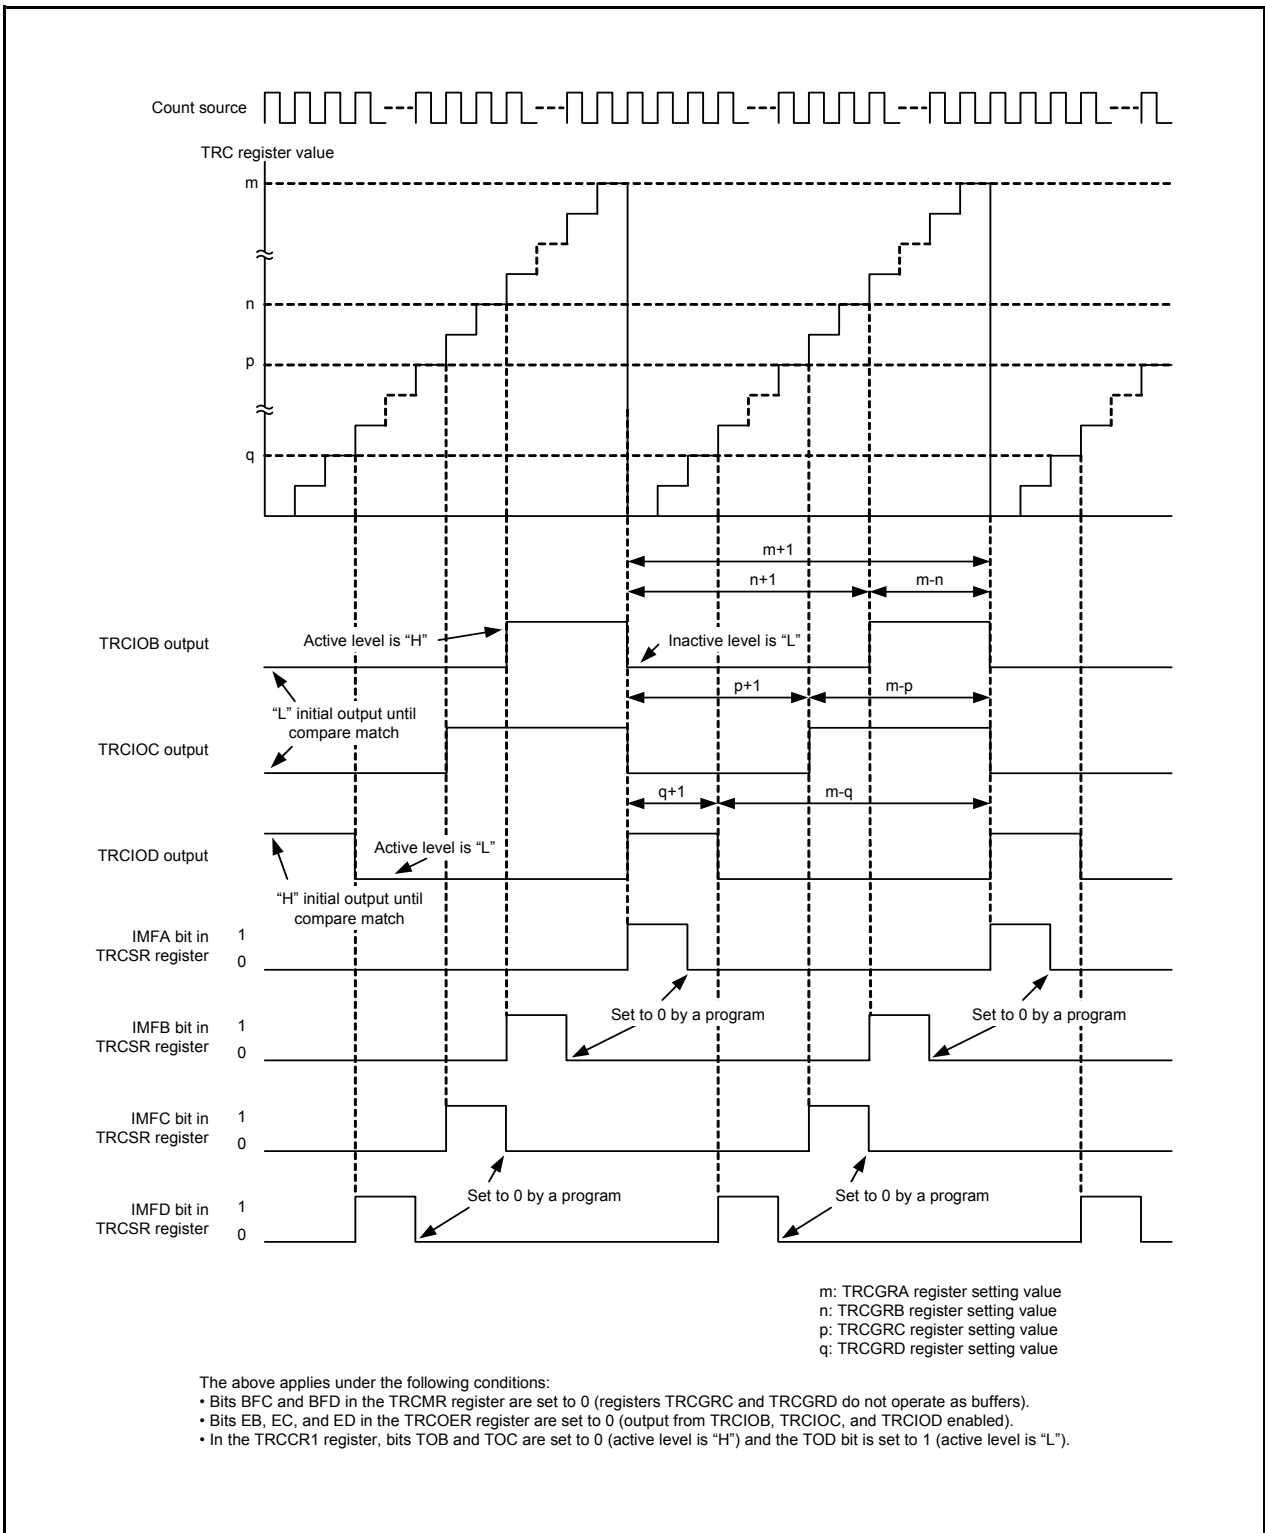 Count source
TRC register value
m
n
p
q
m+1
n+1
m-n
TRCIOB output
Active level is “H”
Inactive level is “L”
p+1
m-p
“L” initial output until
compare match
TRCIOC output
q+1
m-q
TRCIOD output
Active level is “L”
“H” initial output until
compare match
IMFA bit in
TRCSR register
1
0
Set to 0 by a program
Set to 0 by a program
IMFB bit in
TRCSR register
1
0
IMFC bit in
TRCSR register
1
0
Set to 0 by a program
Set to 0 by a program
IMFD bit in
TRCSR register
1
0
m: TRCGRA register setting value
n: TRCGRB register setting value
p: TRCGRC register setting value
q: TRCGRD register setting value
The above applies under the following conditions:
• Bits BFC and BFD in the TRCMR register are set to 0 (registers TRCGRC and TRCGRD do not operate as buffers).
• Bits EB, EC, and ED in the TRCOER register are set to 0 (output from TRCIOB, TRCIOC, and TRCIOD enabled).
• In the TRCCR1 register, bits TOB and TOC are set to 0 (active level is “H”) and the TOD bit is set to 1 (active level is “L”).